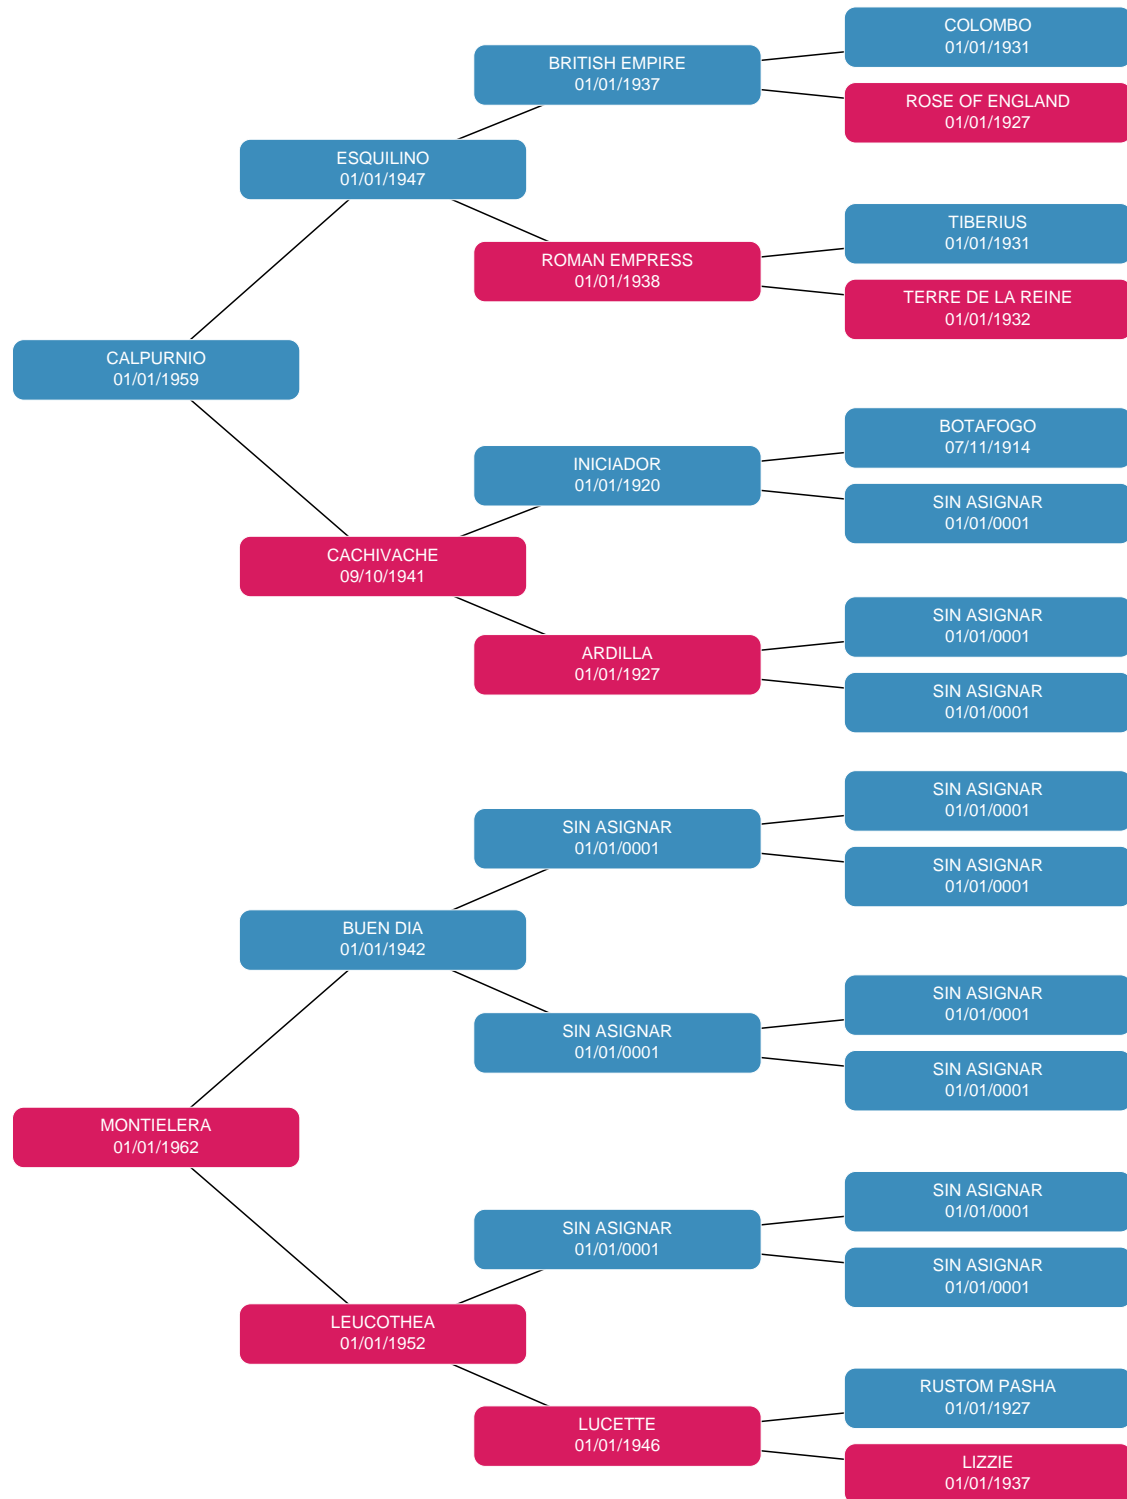 COLOMBO
01/01/1931
BRITISH EMPIRE
01/01/1937
ROSE OF ENGLAND
01/01/1927
ESQUILINO
01/01/1947
TIBERIUS
01/01/1931
ROMAN EMPRESS
01/01/1938
TERRE DE LA REINE
01/01/1932
CALPURNIO
01/01/1959
BOTAFOGO
07/11/1914
INICIADOR
01/01/1920
SIN ASIGNAR
01/01/0001
CACHIVACHE
09/10/1941
SIN ASIGNAR
01/01/0001
ARDILLA
01/01/1927
SIN ASIGNAR
01/01/0001
SIN ASIGNAR
01/01/0001
SIN ASIGNAR
01/01/0001
SIN ASIGNAR
01/01/0001
BUEN DIA
01/01/1942
SIN ASIGNAR
01/01/0001
SIN ASIGNAR
01/01/0001
SIN ASIGNAR
01/01/0001
MONTIELERA
01/01/1962
SIN ASIGNAR
01/01/0001
SIN ASIGNAR
01/01/0001
SIN ASIGNAR
01/01/0001
LEUCOTHEA
01/01/1952
RUSTOM PASHA
01/01/1927
LUCETTE
01/01/1946
LIZZIE
01/01/1937